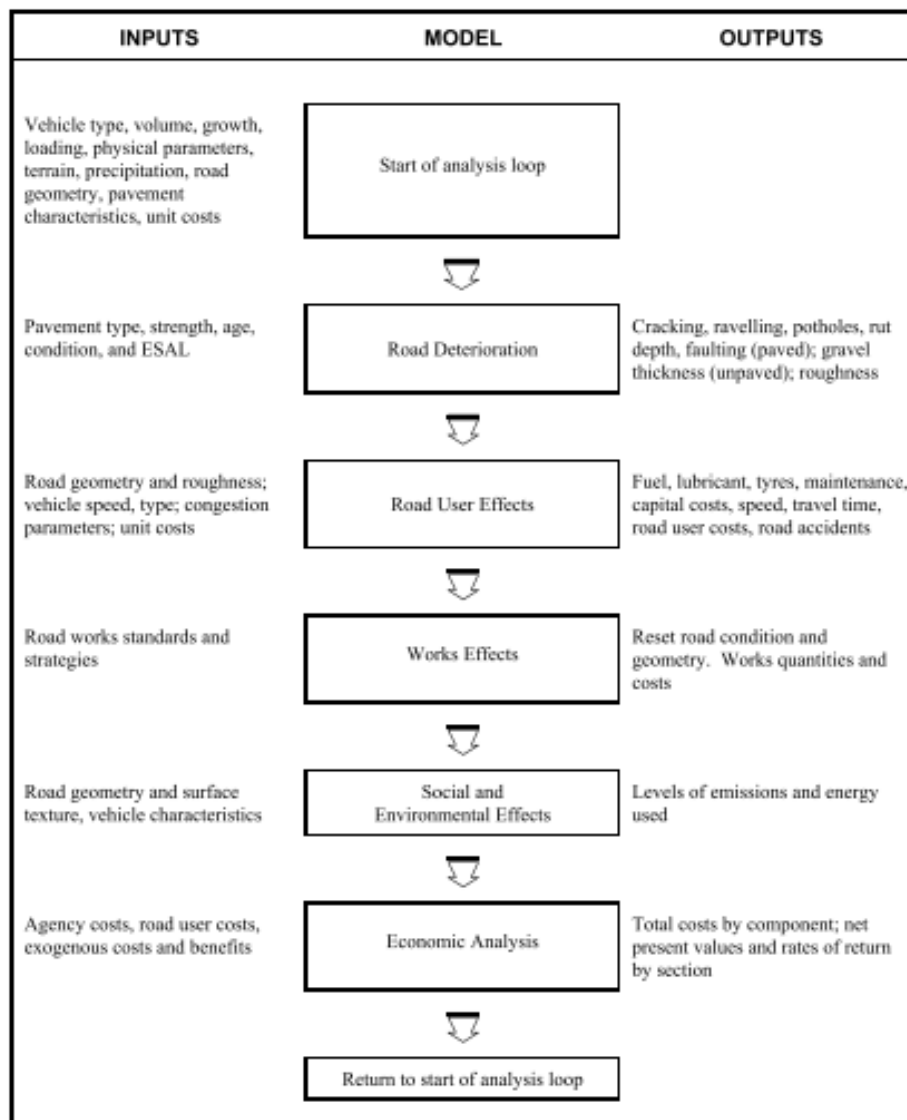 INPUTS MODEL OUTPUTS
Vehicle type, volume, growth,
loading, physical parameters,
terrain, precipitation, road
geometry, pavement
characteristics, unit costs
Start of analysis loop
Pavement type, strength, age,
condition, and ESAL
Road Deterioration
Cracking, ravelling, potholes, rut
depth, faulting (paved); gravel
thickness (unpaved); roughness
Road geometry and roughness;
vehicle speed, type; congestion
parameters; unit costs
Road User Effects
Fuel, lubricant, tyres, maintenance,
capital costs, speed, travel time,
road user costs, road accidents
Road works standards and
strategies
Works Effects
Reset road condition and
geometry. Works quantities and
costs
Road geometry and surface
texture, vehicle characteristics
Social and
Environmental Effects
Levels of emissions and energy
used
Agency costs, road user costs,
exogenous costs and benefits
Economic Analysis
Total costs by component; net
present values and rates of return
by section
Return to start of analysis loop